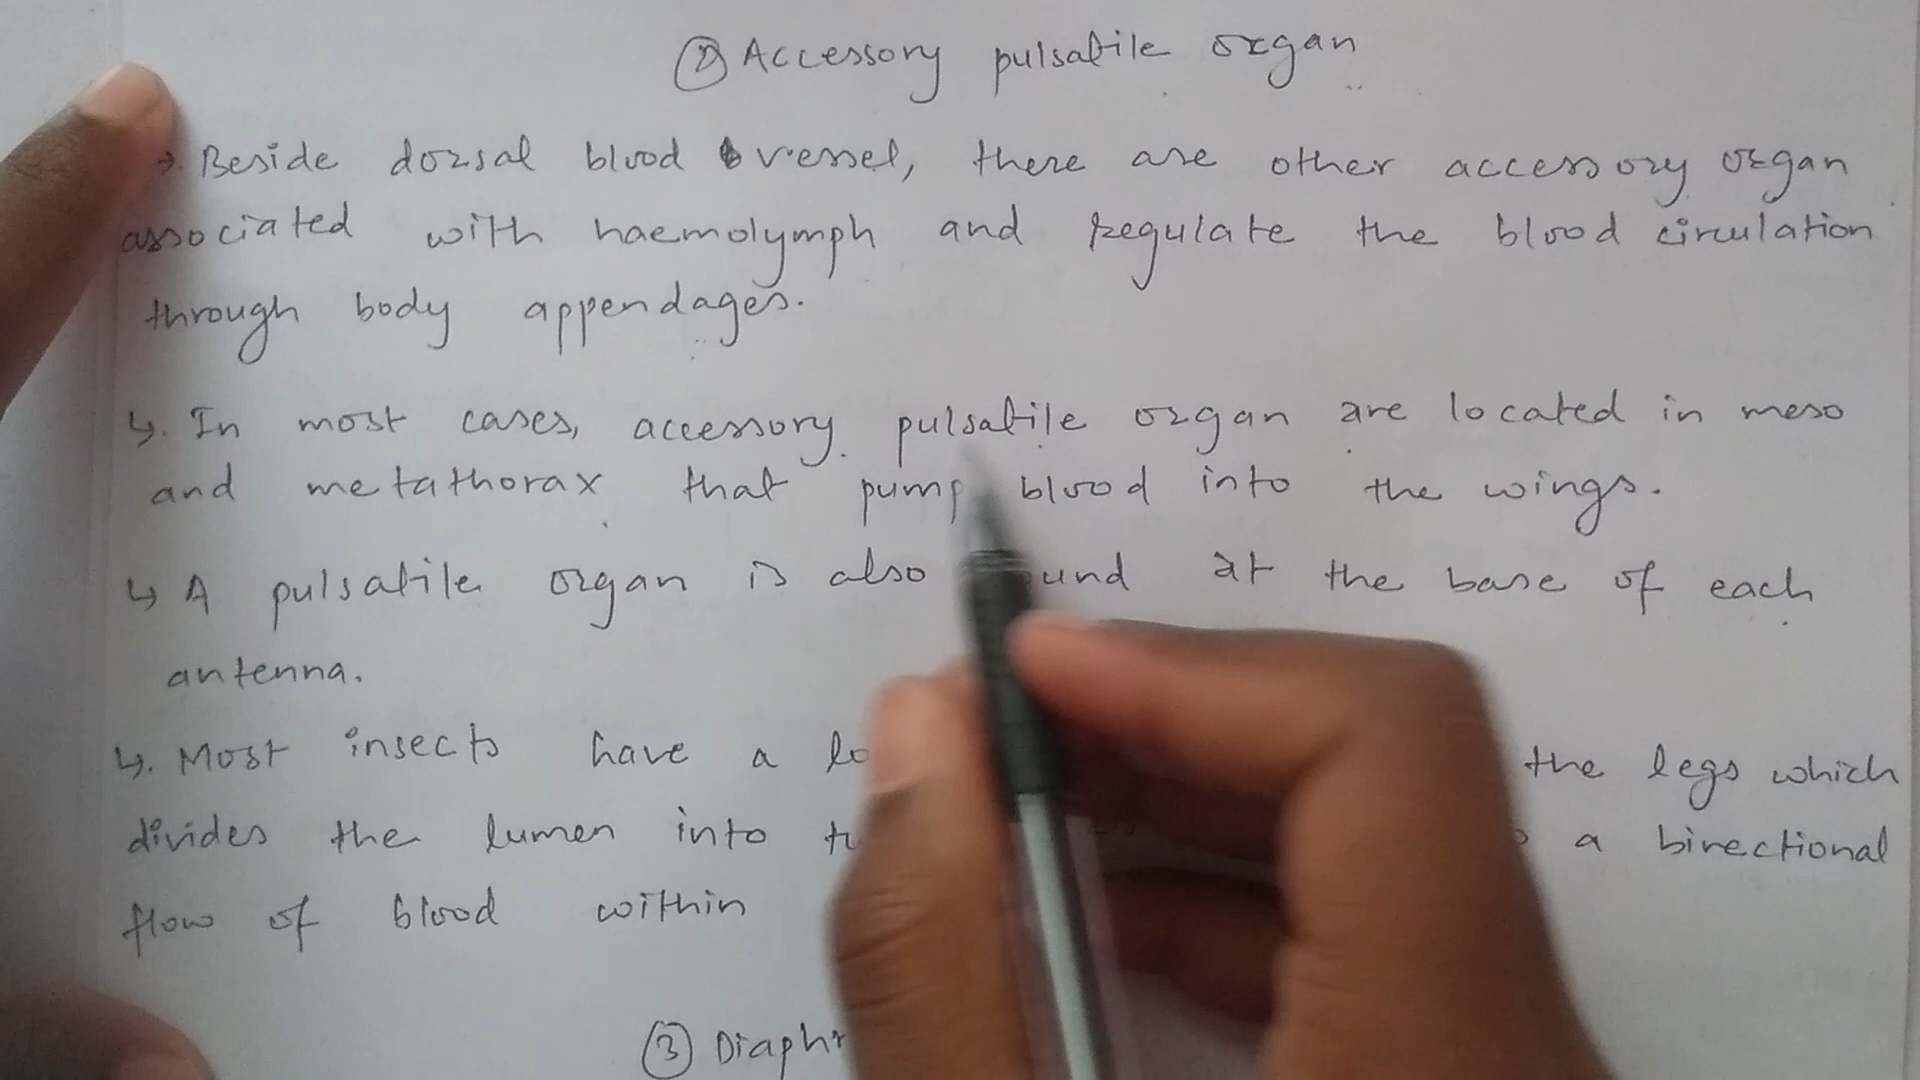 ② Accessory pulsatile organ
→. Beside dorsal blood vessel, there are other accessory organ
associated with haemolymph and regulate the blood circulation
through body appendages.
↳. In most cases, accessory pulsatile organ are located in meso
and metathorax that pump blood into the wings.
↳ A pulsatile organ is also at the base of each
antenna.
↳. Most insects have a the legs which
divides the lumen into a birectional
flow of blood within
③